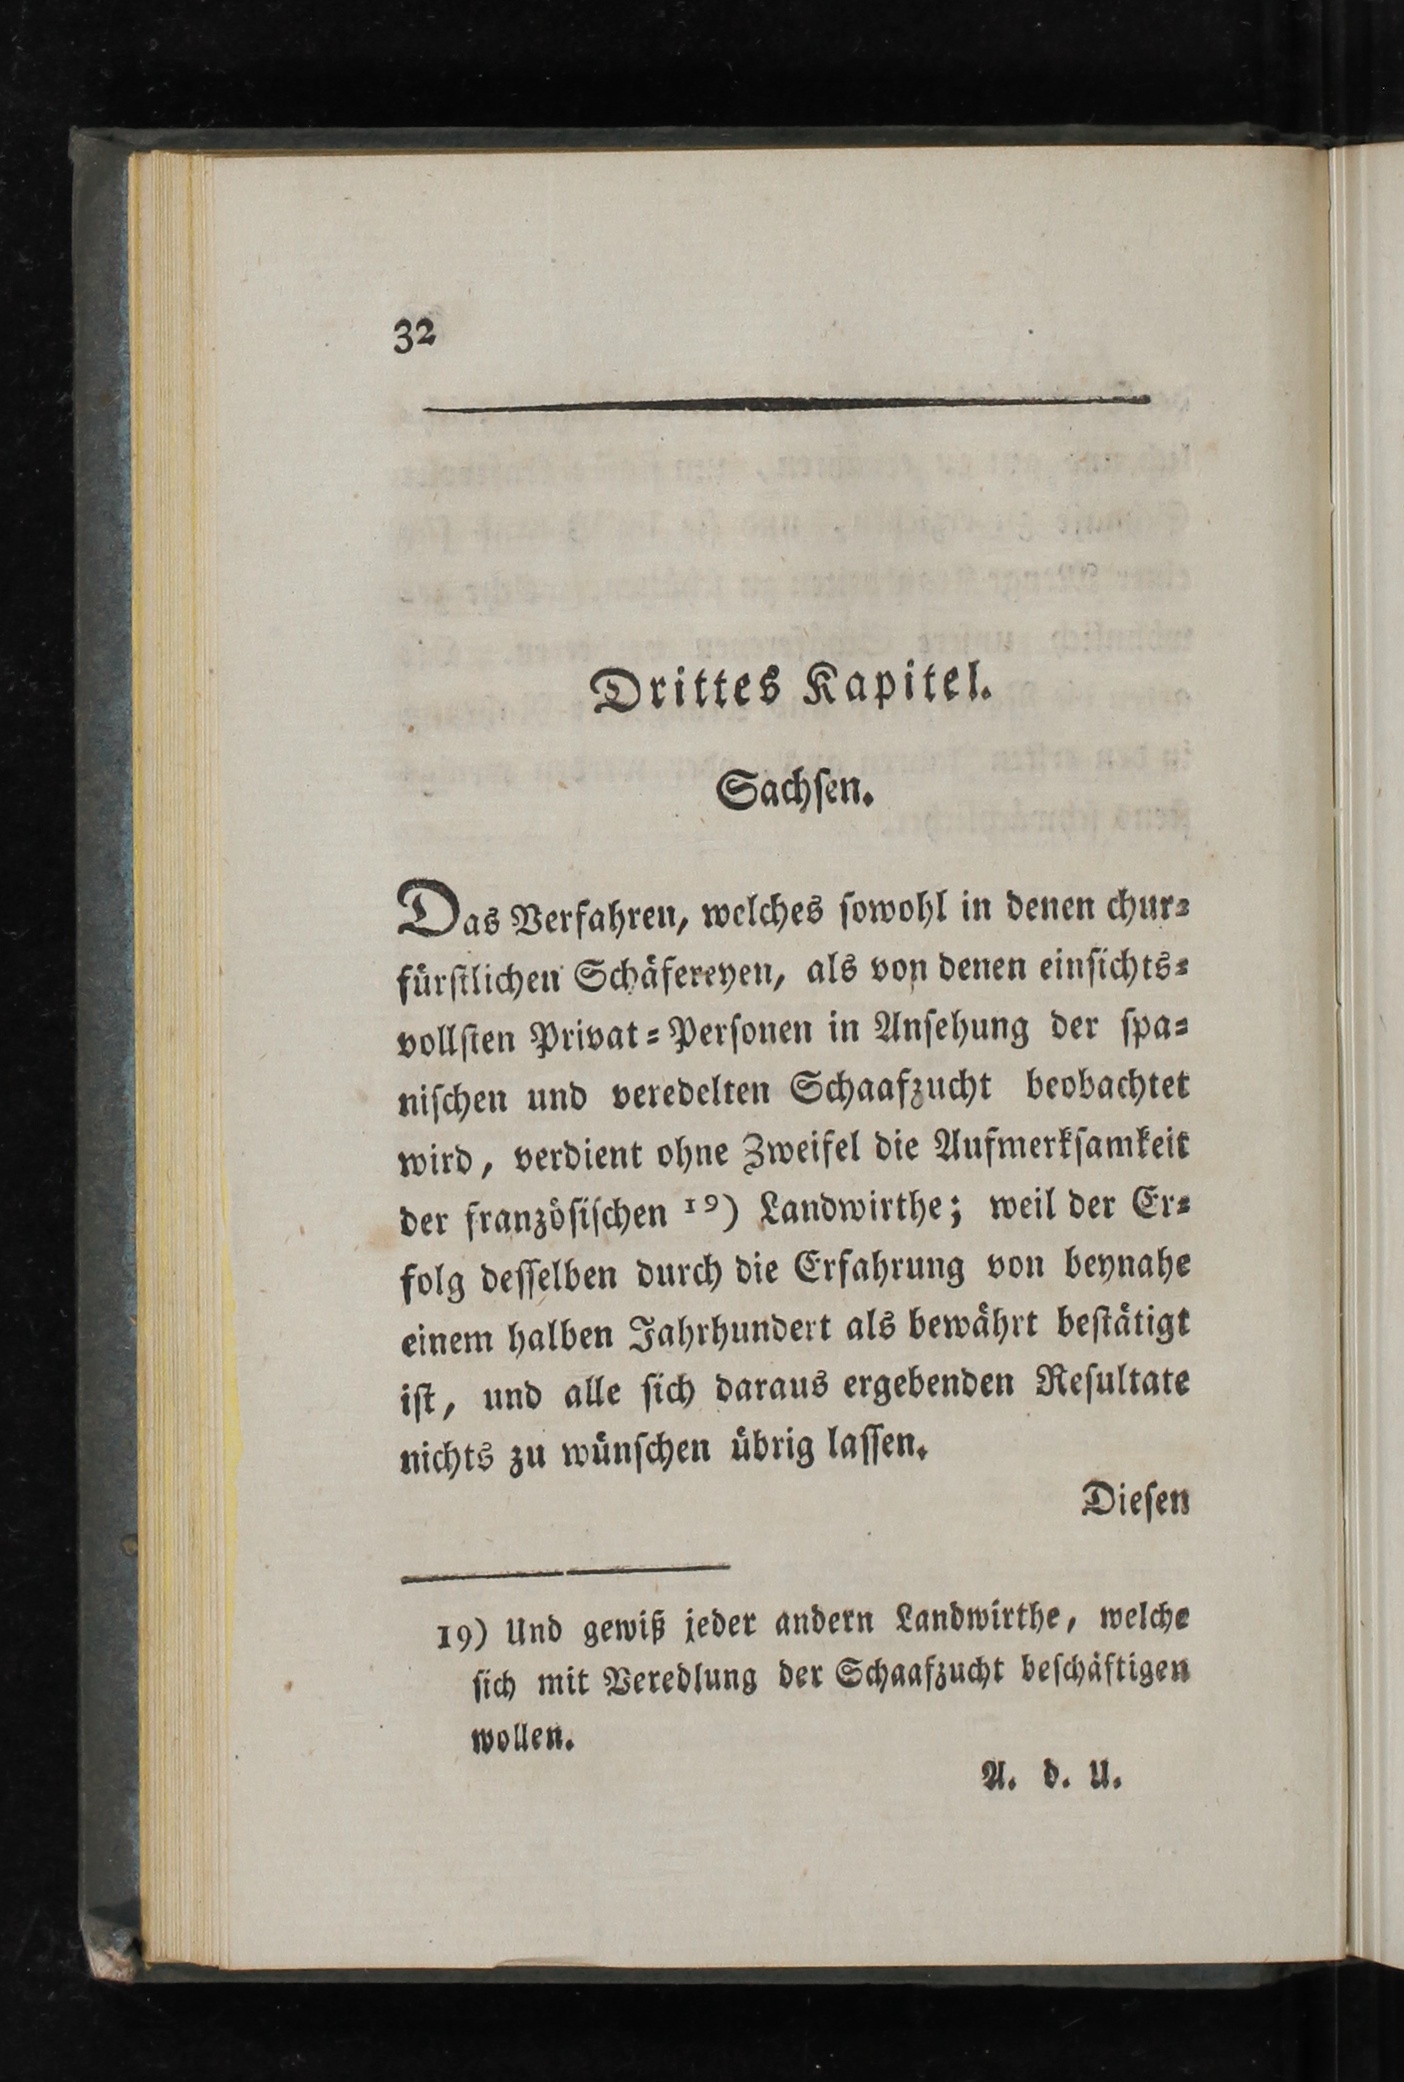 32
Drittes Kapitel.
Sachsen.
Das Verfahren, welches sowohl in denen chur-
fürstlichen Schäfereyen, als von denen einsichts-
vollsten Privat-Personen in Ansehung der spa-
nischen und veredelten Schaafzucht beobachtet
wird, verdient ohne Zweifel die Aufmerksamkeit
der französischen 19) Landwirthe; weil der Er-
folg desselben durch die Erfahrung von beynahe
einem halben Jahrhundert als bewährt bestätigt
ist, und alle sich daraus ergebenden Resultate
nichts zu wünschen übrig lassen.
Diesen
19) Und gewiß jeder andern Landwirthe, welche
sich mit Veredlung der Schaafzucht beschäftigen
wollen.
A. d. U.